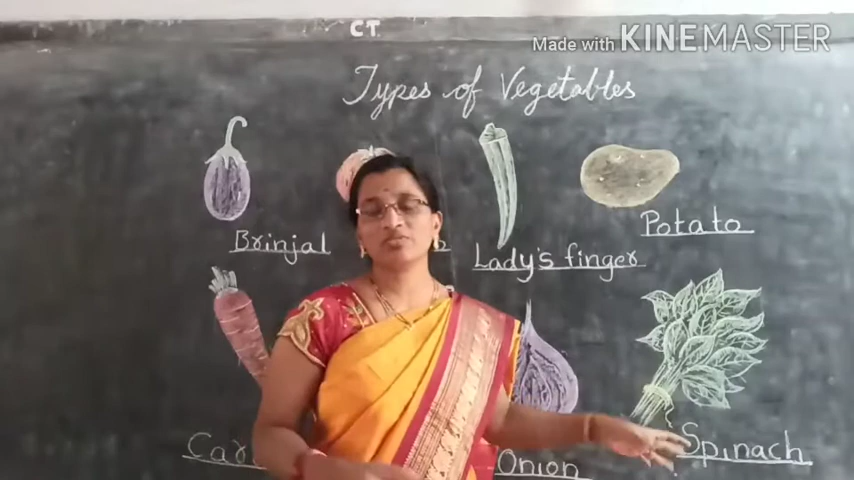 CT
Made with KINEMASTER
Types of Vegetables
Brinjal
Lady's finger
Potato
Onion
Spinach